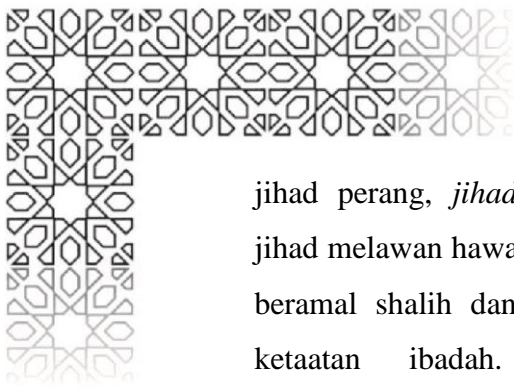 jihad perang, jihad
jihad melawan hawa
beramal shalih dan
ketaatan ibadah.